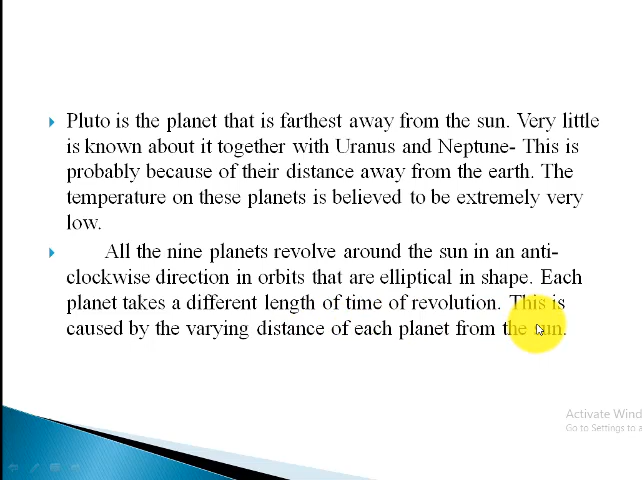 Pluto is the planet that is farthest away from the sun. Very little
is known about it together with Uranus and Neptune- This is
probably because of their distance away from the earth. The
temperature on these planets is believed to be extremely very
low.
All the nine planets revolve around the sun in an anti-
clockwise direction in orbits that are elliptical in shape. Each
planet takes a different length of time of revolution. This is
caused by the varying distance of each planet from the sun.
Activate Wind
Go to Settings to a